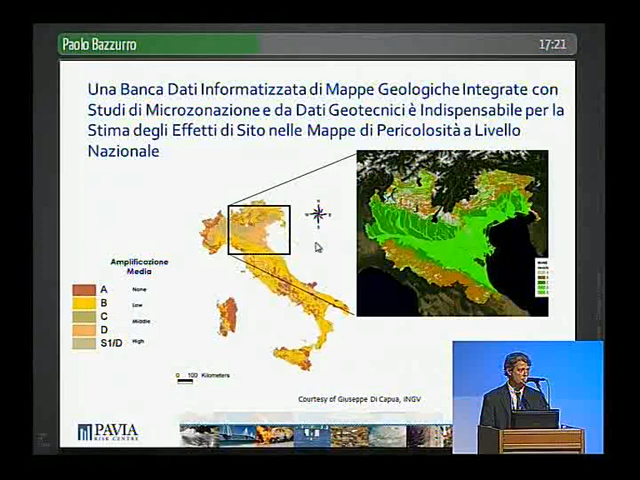 Paolo Bazzurro
17:21
Una Banca Dati Informatizzata di Mappe Geologiche Integrate con
Studi di Microzonazione e da Dati Geotecnici è Indispensabile per la
Stima degli Effetti di Sito nelle Mappe di Pericolosità a Livello
Nazionale
Amplificazione
Media
A None
B Low
C Middle
D
S1/D High
0 100 Kilometers
Courtesy of Giuseppe Di Capua, INGV
PAVIA
RISK CENTRE